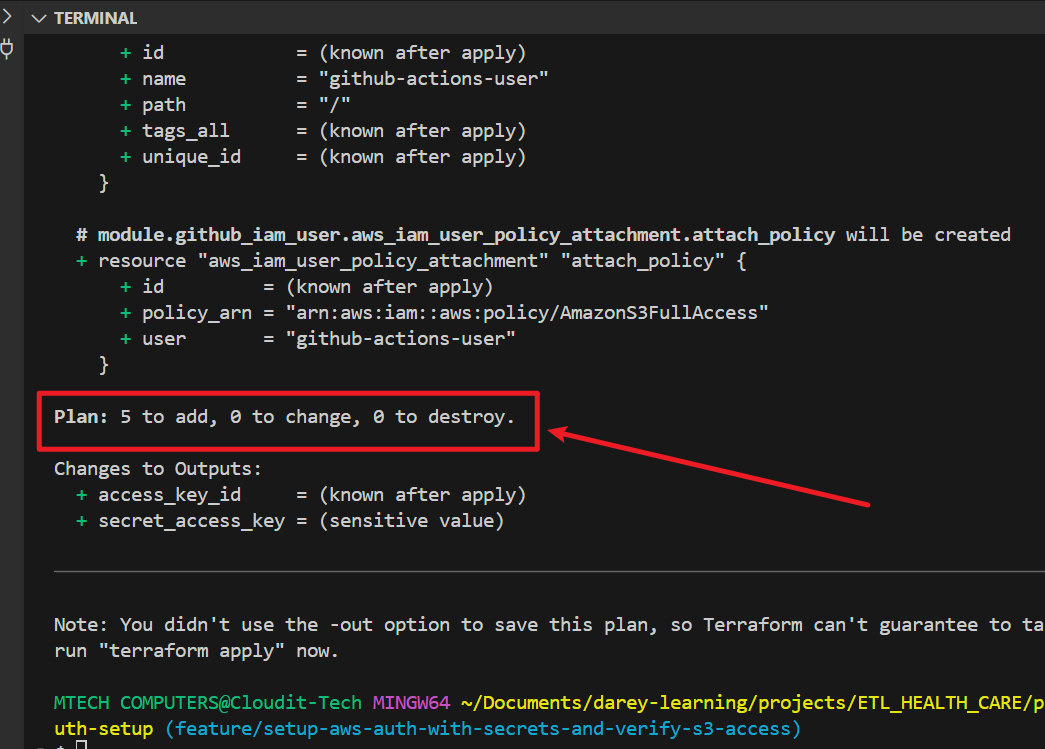 TERMINAL
+ id = (known after apply)
+ name = "github-actions-user"
+ path = "/"
+ tags_all = (known after apply)
+ unique_id = (known after apply)
}
# module.github_iam_user.aws_iam_user_policy_attachment.attach_policy will be created
+ resource "aws_iam_user_policy_attachment" "attach_policy" {
+ id = (known after apply)
+ policy_arn = "arn:aws:iam::aws:policy/AmazonS3FullAccess"
+ user = "github-actions-user"
}
Plan: 5 to add, 0 to change, 0 to destroy.
Changes to Outputs:
+ access_key_id = (known after apply)
+ secret_access_key = (sensitive value)
Note: You didn't use the -out option to save this plan, so Terraform can't guarantee to ta
run "terraform apply" now.
MTECH COMPUTERS@Cloudit-Tech MINGW64 ~/Documents/darey-learning/projects/ETL_HEALTH_CARE/p
uth-setup (feature/setup-aws-auth-with-secrets-and-verify-s3-access)